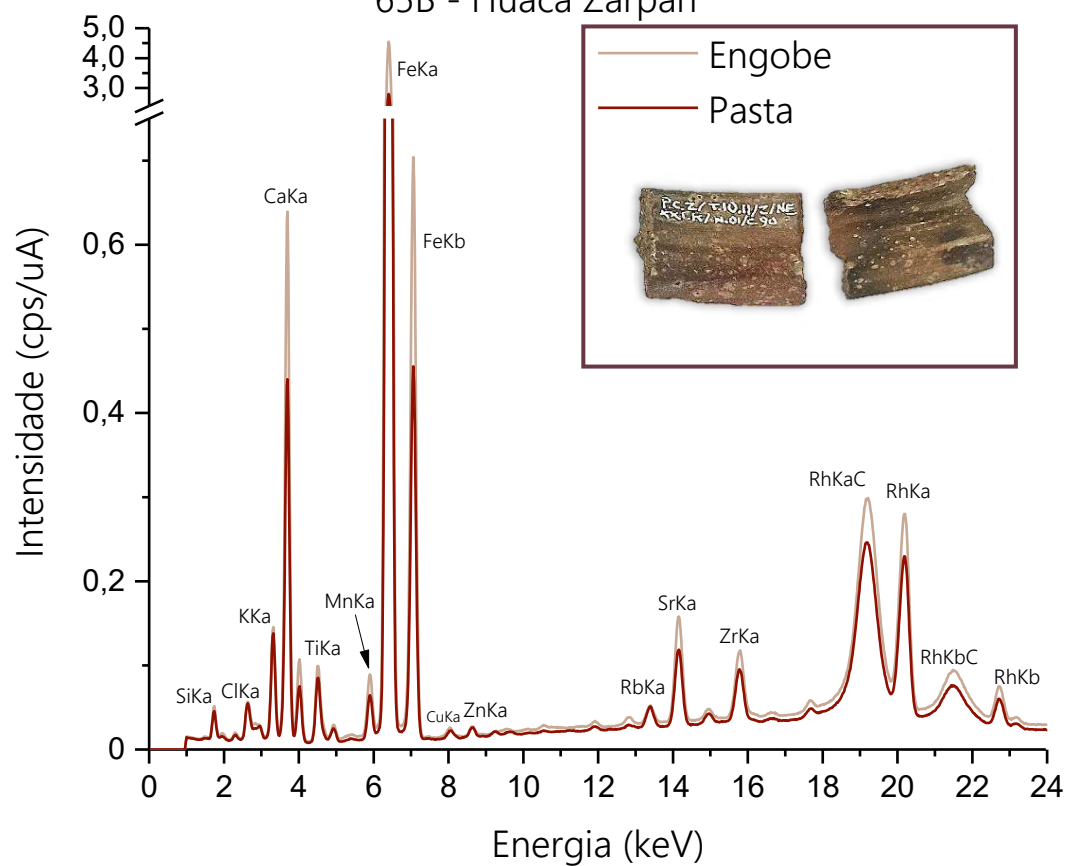 65B - Huaca Zarpán
Engobe
Pasta
5,0
4,0
3,0
0,6
0,4
0,2
0
Intensidade (cps/uA)
SiKa
ClKa
KKa
CaKa
TiKa
MnKa
FeKa
FeKb
CuKa
ZnKa
RbKa
SrKa
ZrKa
RhKaC
RhKa
RhKbC
RhKb
0 2 4 6 8 10 12 14 16 18 20 22 24
Energia (keV)